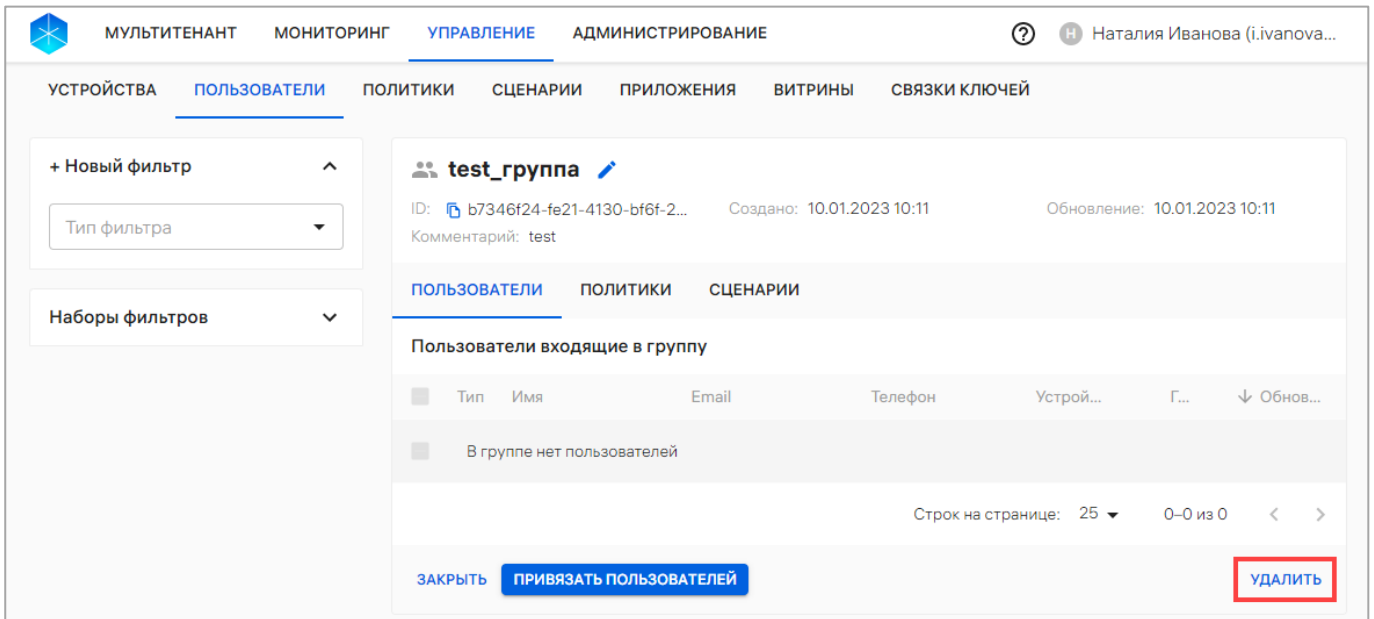 МУЛЬТИТЕНАНТ МОНИТОРИНГ УПРАВЛЕНИЕ АДМИНИСТРИРОВАНИЕ ? Н Наталия Иванова (i.ivanova...
УСТРОЙСТВА ПОЛЬЗОВАТЕЛИ ПОЛИТИКИ СЦЕНАРИИ ПРИЛОЖЕНИЯ ВИТРИНЫ СВЯЗКИ КЛЮЧЕЙ
+ Новый фильтр
Тип фильтра
Наборы фильтров
test_группа
ID: b7346f24-fe21-4130-bf6f-2... Создано: 10.01.2023 10:11 Обновление: 10.01.2023 10:11
Комментарий: test
ПОЛЬЗОВАТЕЛИ ПОЛИТИКИ СЦЕНАРИИ
Пользователи входящие в группу
Тип Имя Email Телефон Устрой... Г... Обнов...
В группе нет пользователей
Строк на странице: 25 0–0 из 0
ЗАКРЫТЬ ПРИВЯЗАТЬ ПОЛЬЗОВАТЕЛЕЙ УДАЛИТЬ